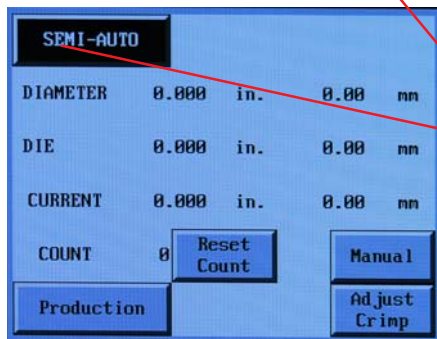 SEMI-AUTO
DIAMETER 0.000 in. 0.00 mm
DIE 0.000 in. 0.00 mm
CURRENT 0.000 in. 0.00 mm
COUNT 0 Reset Count Manual
Production Adjust Crimp